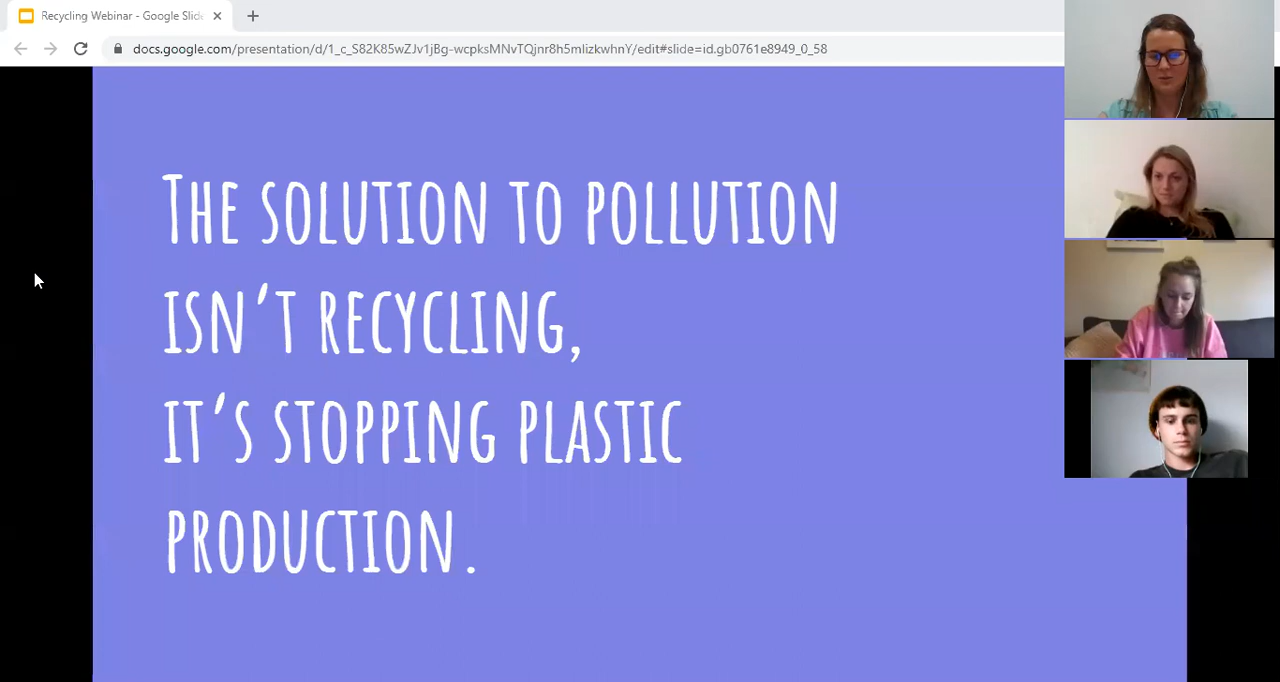 Recycling Webinar - Google Slide
docs.google.com/presentation/d/1_c_S82K85wZJv1jBg-wcpksMNvTQjnr8h5mlizkwhnY/edit#slide=id.gb0761e8949_0_58
The solution to pollution
isn't recycling,
it's stopping plastic
production.